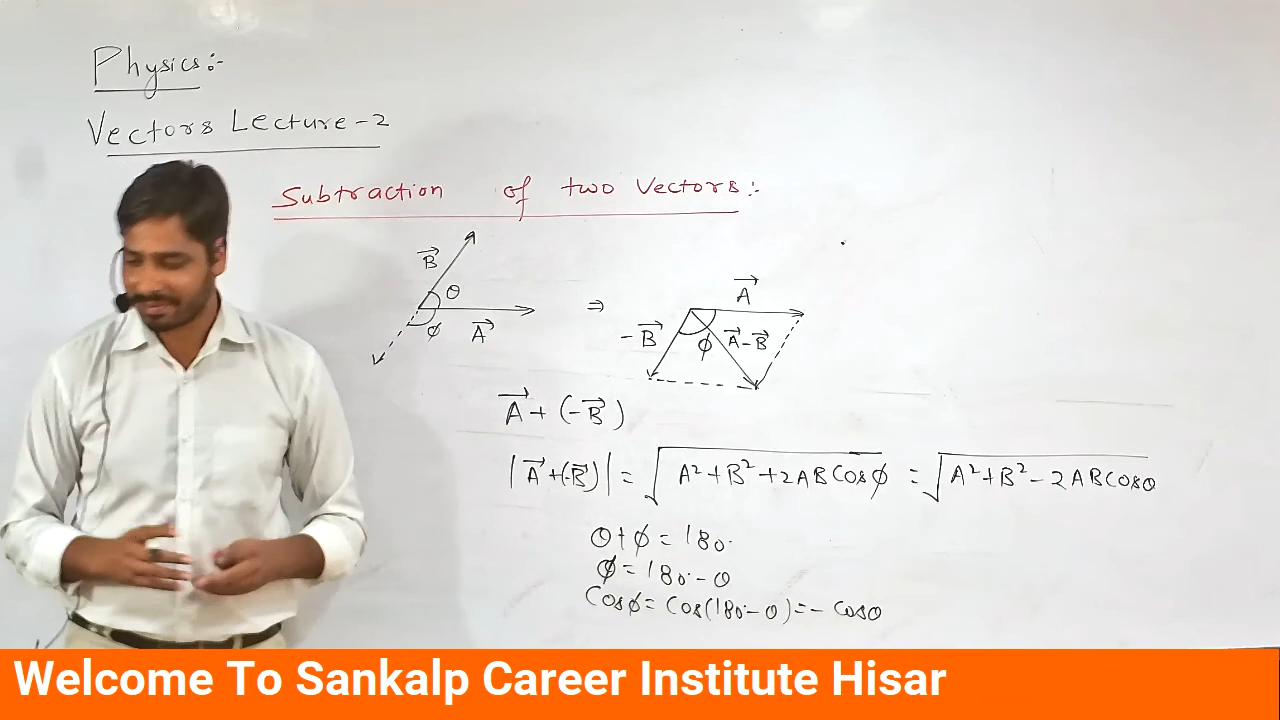 Physics:-
Vectors Lecture-2
Subtraction of two Vectors:-
B⃗
θ
ϕ
A⃗
⇒
A⃗
-B⃗
ϕ
A⃗-B⃗
A⃗ + (-B⃗)
|A⃗ +(-B⃗)| = √(A²+B²+2ABCosϕ) = √(A²+B²-2ABCosθ)
θ+ϕ = 180°
ϕ = 180°-θ
Cosϕ = Cos(180°-θ) = - Cosθ
Welcome To Sankalp Career Institute Hisar